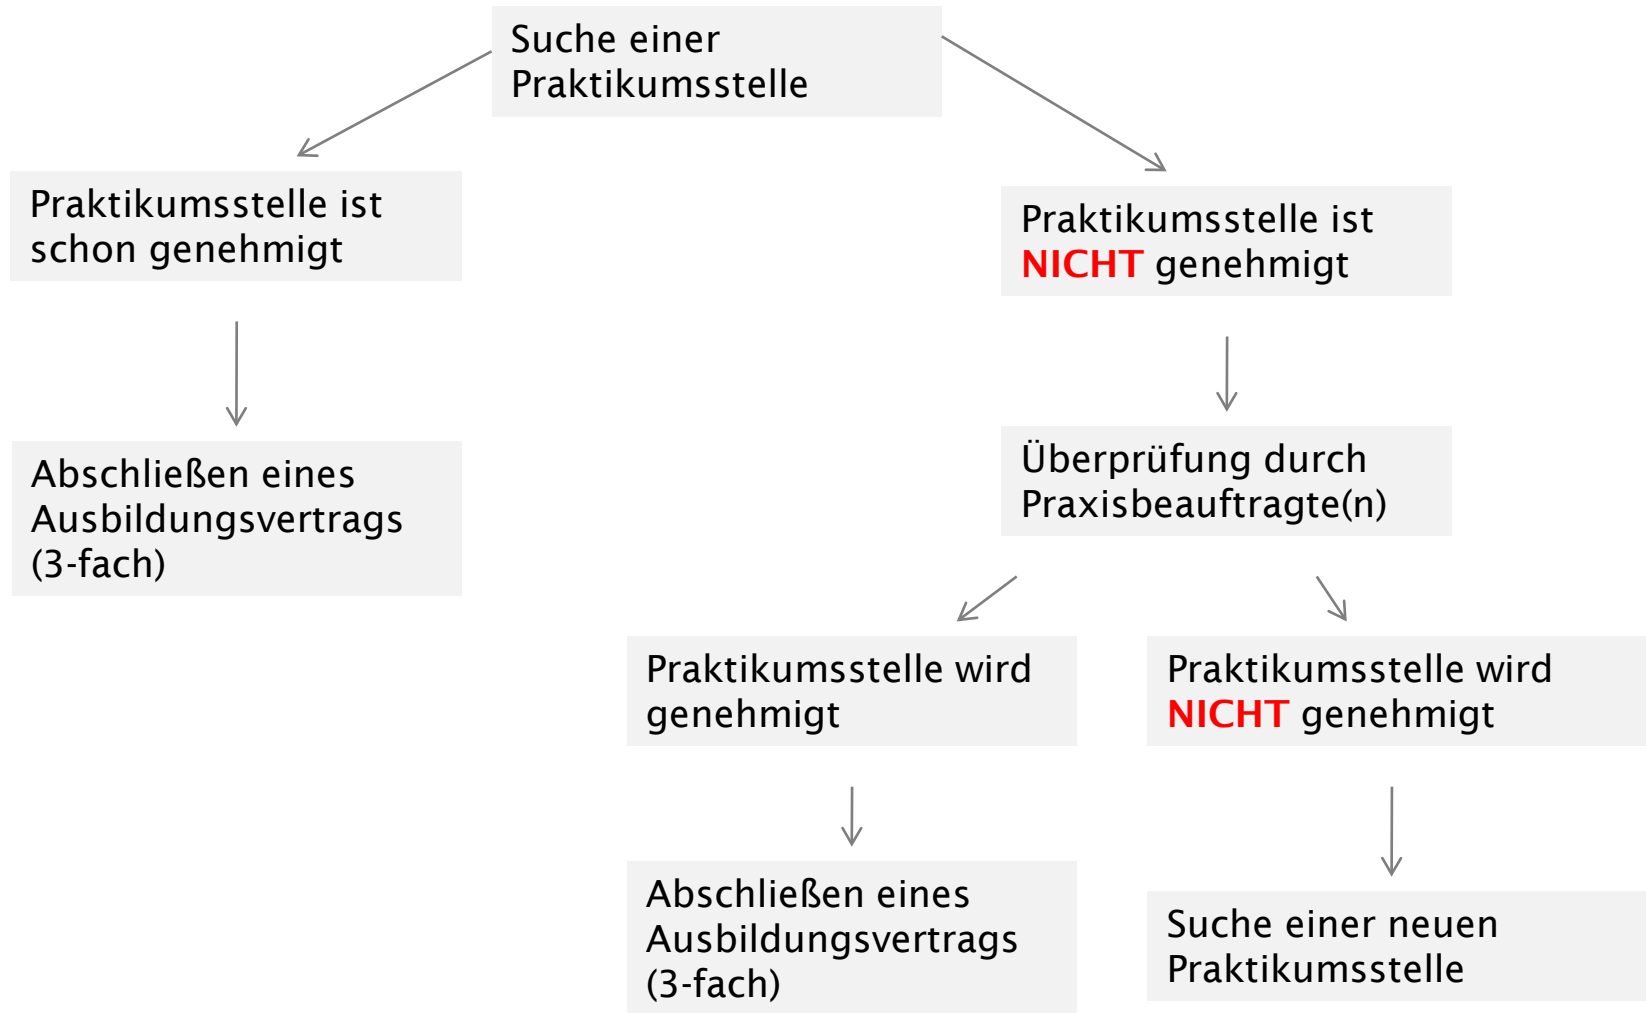 Suche einer
Praktikumsstelle
Praktikumsstelle ist
schon genehmigt
Praktikumsstelle ist
NICHT genehmigt
Abschließen eines
Ausbildungsvertrags
(3-fach)
Überprüfung durch
Praxisbeauftragte(n)
Praktikumsstelle wird
genehmigt
Praktikumsstelle wird
NICHT genehmigt
Abschließen eines
Ausbildungsvertrags
(3-fach)
Suche einer neuen
Praktikumsstelle